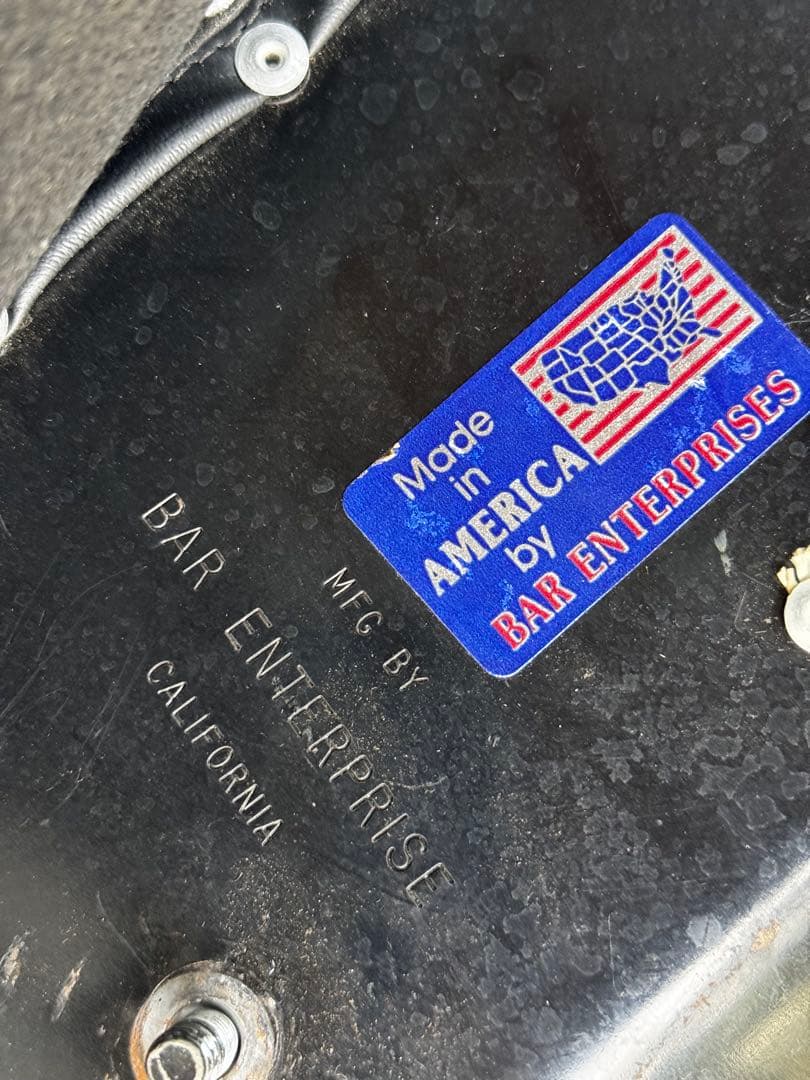 Made
in
AMERICA
by
BAR ENTERPRISES
MFG BY
BAR ENTERPRISE
CALIFORNIA